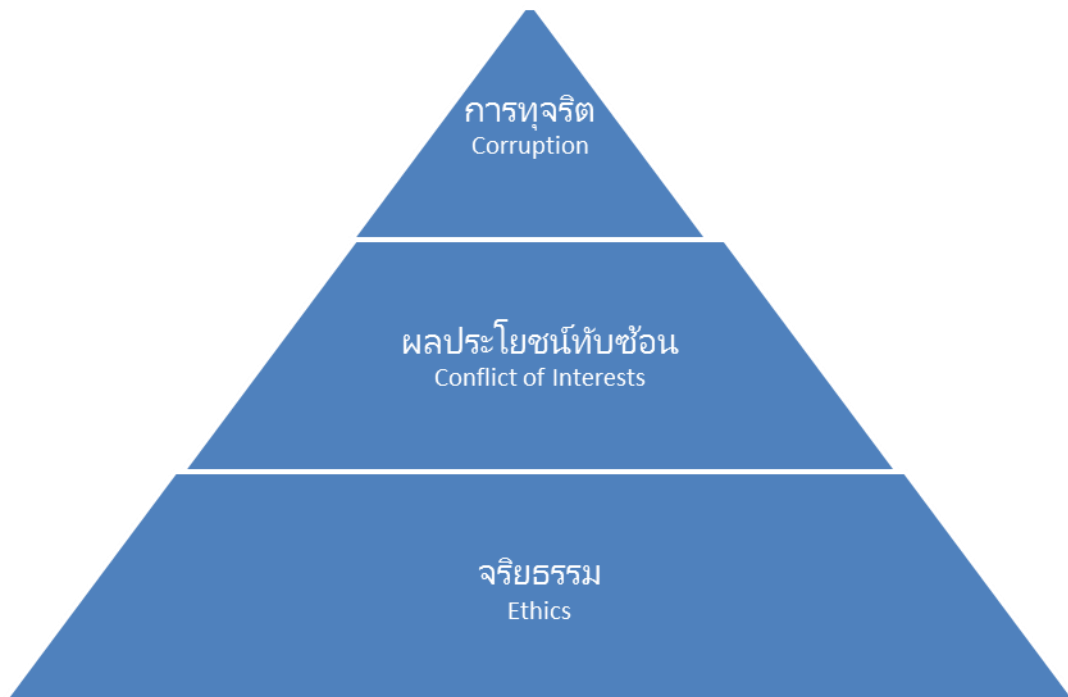 การทุจริต
Corruption
ผลประโยชน์ทับซ้อน
Conflict of Interests
จริยธรรม
Ethics